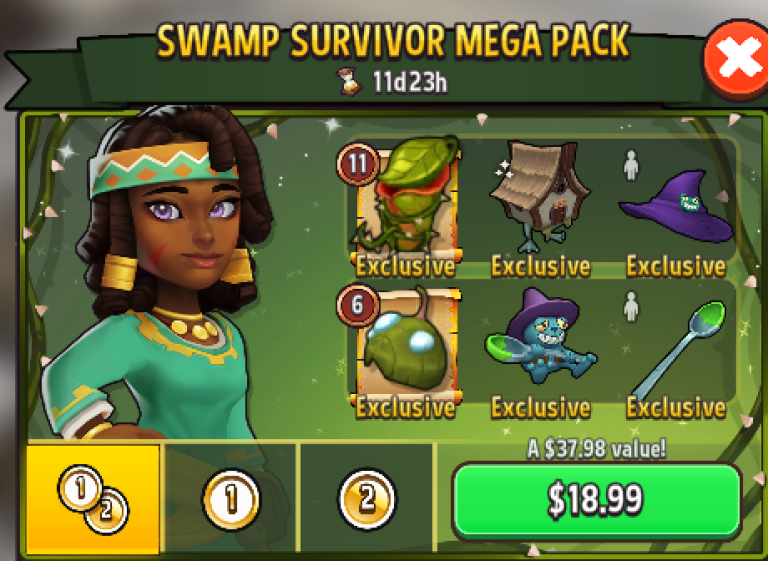 SWAMP SURVIVOR MEGA PACK
11d23h
11
Exclusive Exclusive Exclusive
6
Exclusive Exclusive Exclusive
A $37.98 value!
1 2 1 2 $18.99